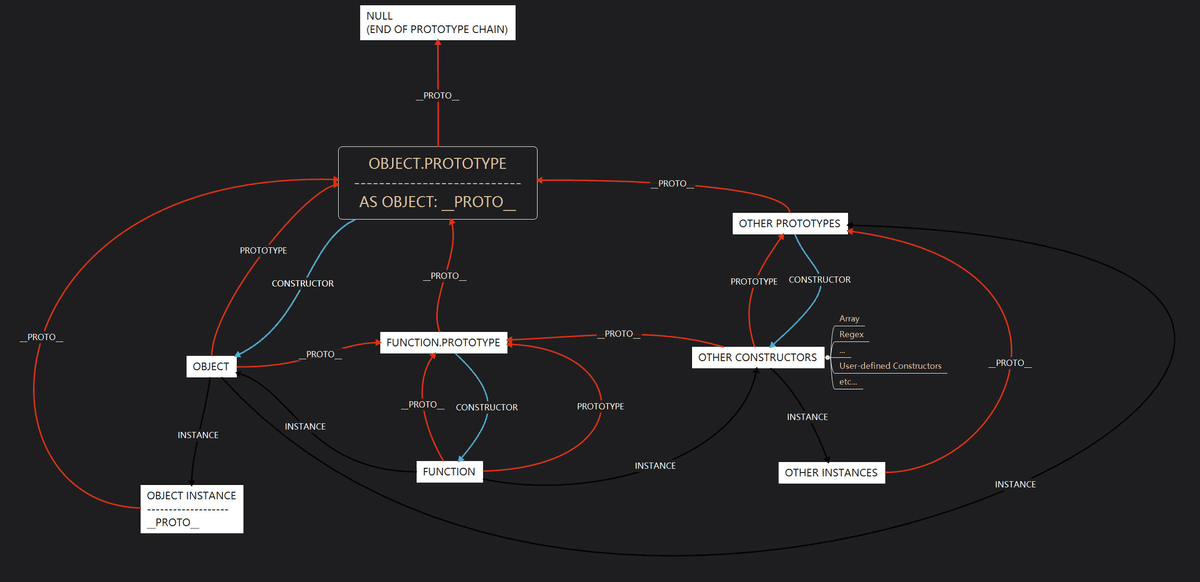 NULL
(END OF PROTOTYPE CHAIN)
__PROTO__
OBJECT.PROTOTYPE
----------------------------------
AS OBJECT: __PROTO__
__PROTO__
OTHER PROTOTYPES
PROTOTYPE
CONSTRUCTOR
__PROTO__
PROTOTYPE
CONSTRUCTOR
Array
Regex
...
User-defined Constructors
etc...
__PROTO__
FUNCTION.PROTOTYPE
__PROTO__
OTHER CONSTRUCTORS
__PROTO__
OBJECT
__PROTO__
__PROTO__
CONSTRUCTOR
PROTOTYPE
INSTANCE
INSTANCE
INSTANCE
FUNCTION
INSTANCE
OTHER INSTANCES
INSTANCE
OBJECT INSTANCE
--------------------
__PROTO__